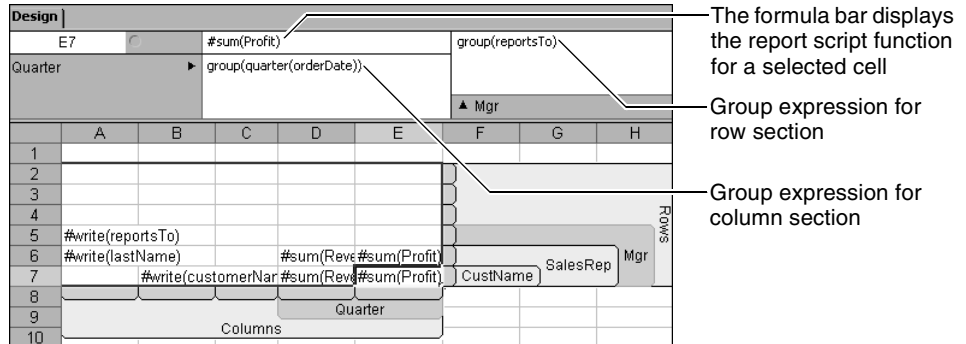 Design
E7 #sum(Profit) group(reportsTo)
Quarter group(quarter(orderDate))
Mgr
A B C D E F G H
1
2
3
4
5 #write(reportsTo)
6 #write(lastName) #sum(Reve #sum(Profit)
7 #write(customerNar #sum(Reve #sum(Profit)
8
9
10
CustName
SalesRep
Mgr
Rows
Quarter
Columns
The formula bar displays
the report script function
for a selected cell
Group expression for
row section
Group expression for
column section